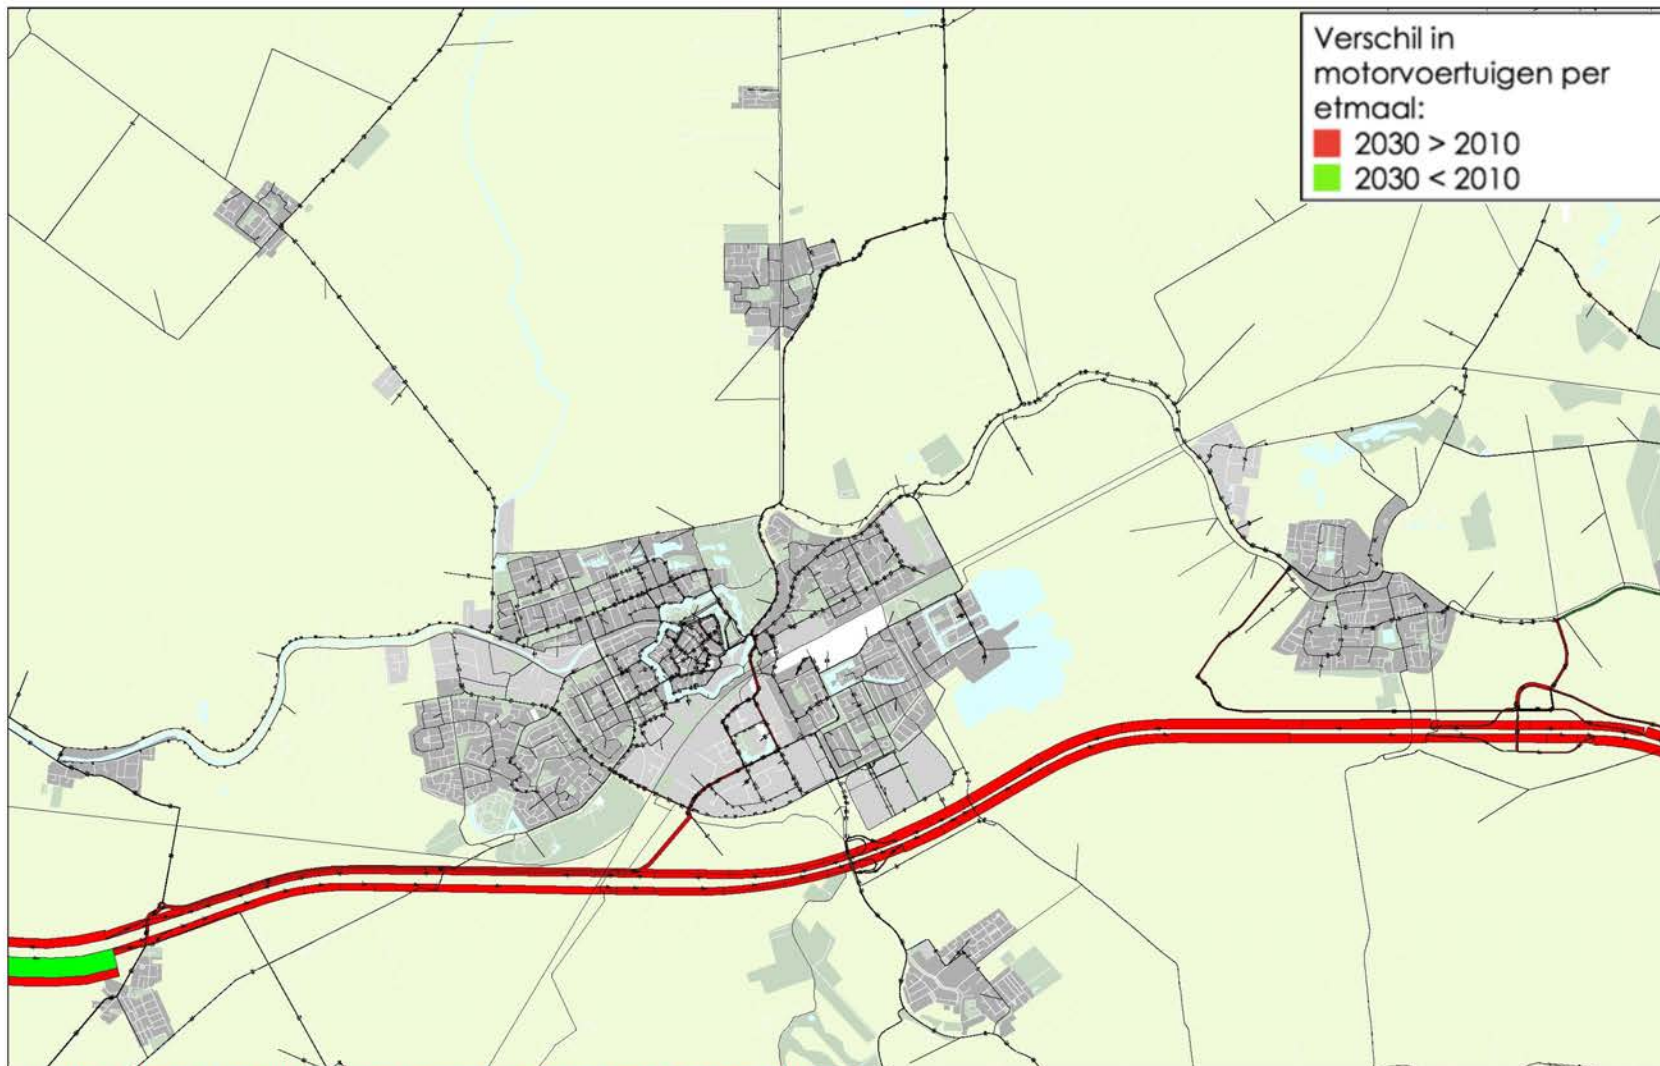 Verschil in
motorvoertuigen per
etmaal:
2030 > 2010
2030 < 2010